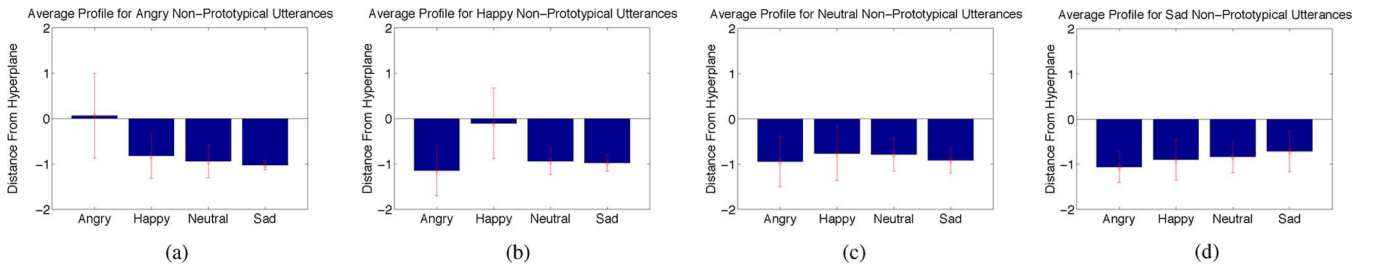 Average Profile for Angry Non-Prototypical Utterances
Distance From Hyperplane
2
1
0
−1
−2
Angry Happy Neutral Sad
(a)
Average Profile for Happy Non-Prototypical Utterances
Distance From Hyperplane
2
1
0
−1
−2
Angry Happy Neutral Sad
(b)
Average Profile for Neutral Non-Prototypical Utterances
Distance From Hyperplane
2
1
0
−1
−2
Angry Happy Neutral Sad
(c)
Average Profile for Sad Non-Prototypical Utterances
Distance From Hyperplane
2
1
0
−1
−2
Angry Happy Neutral Sad
(d)